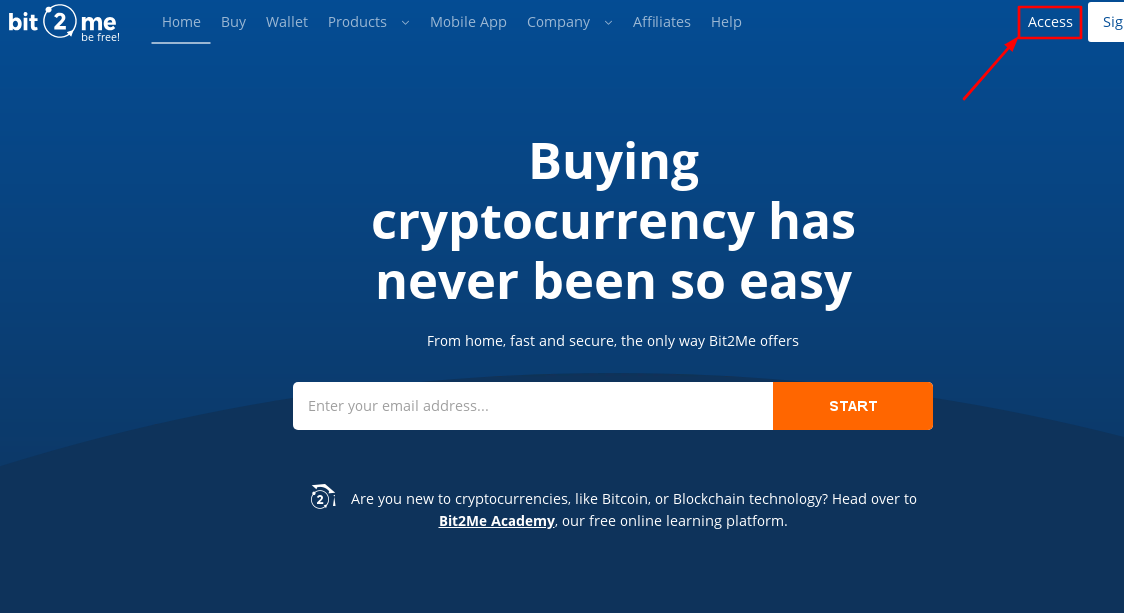 bit 2 me
be free!
Home Buy Wallet Products Mobile App Company Affiliates Help Access Sig
Buying
cryptocurrency has
never been so easy
From home, fast and secure, the only way Bit2Me offers
Enter your email address... START
2 Are you new to cryptocurrencies, like Bitcoin, or Blockchain technology? Head over to
Bit2Me Academy, our free online learning platform.